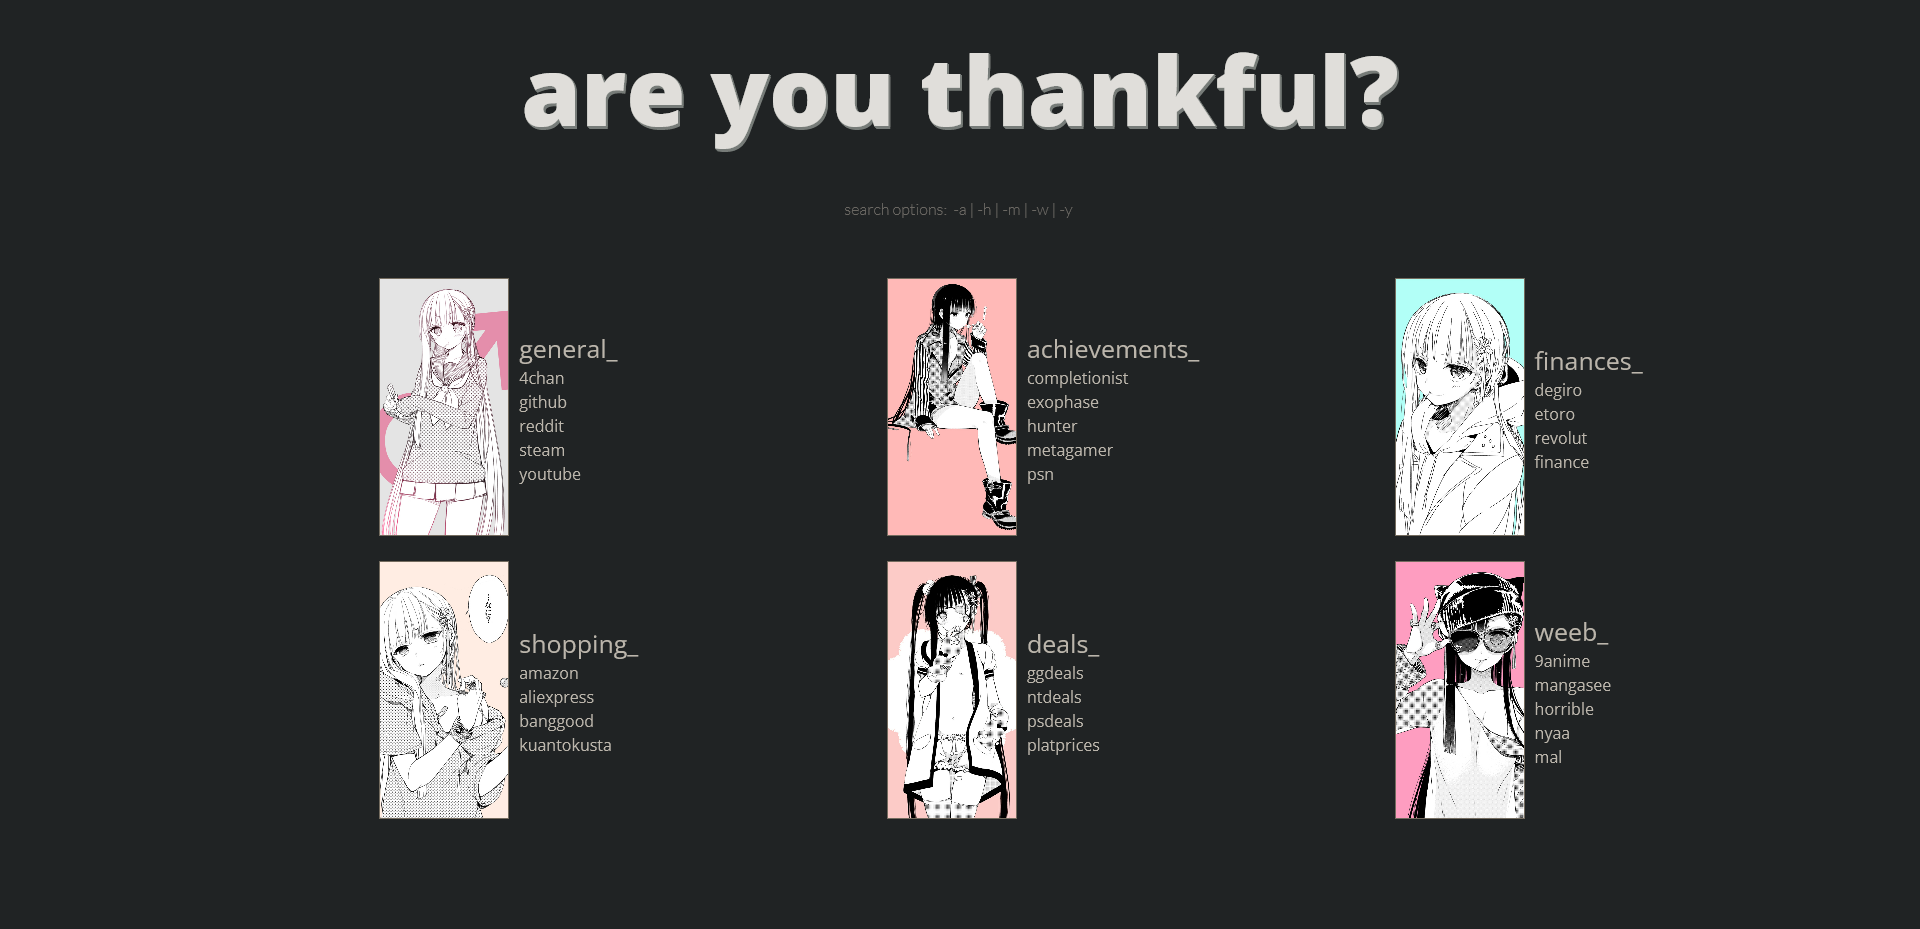 are you thankful?
search options: -a | -h | -m | -w | -y
general_
4chan
github
reddit
steam
youtube
achievements_
completionist
exophase
hunter
metagamer
psn
finances_
degiro
etoro
revolut
finance
shopping_
amazon
aliexpress
banggood
kuantokusta
…なに?
deals_
ggdeals
ntdeals
psdeals
platprices
weeb_
9anime
mangasee
horrible
nyaa
mal